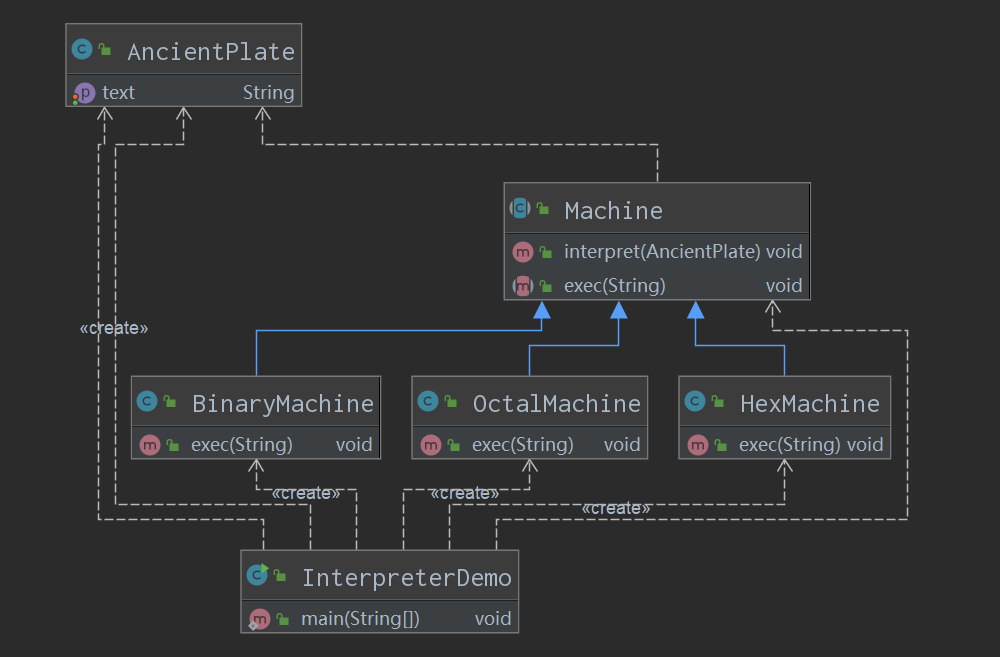 AncientPlate
text String
Machine
interpret(AncientPlate) void
exec(String) void
«create»
BinaryMachine
exec(String) void
OctalMachine
exec(String) void
HexMachine
exec(String) void
«create»
«create»
«create»
InterpreterDemo
main(String[]) void